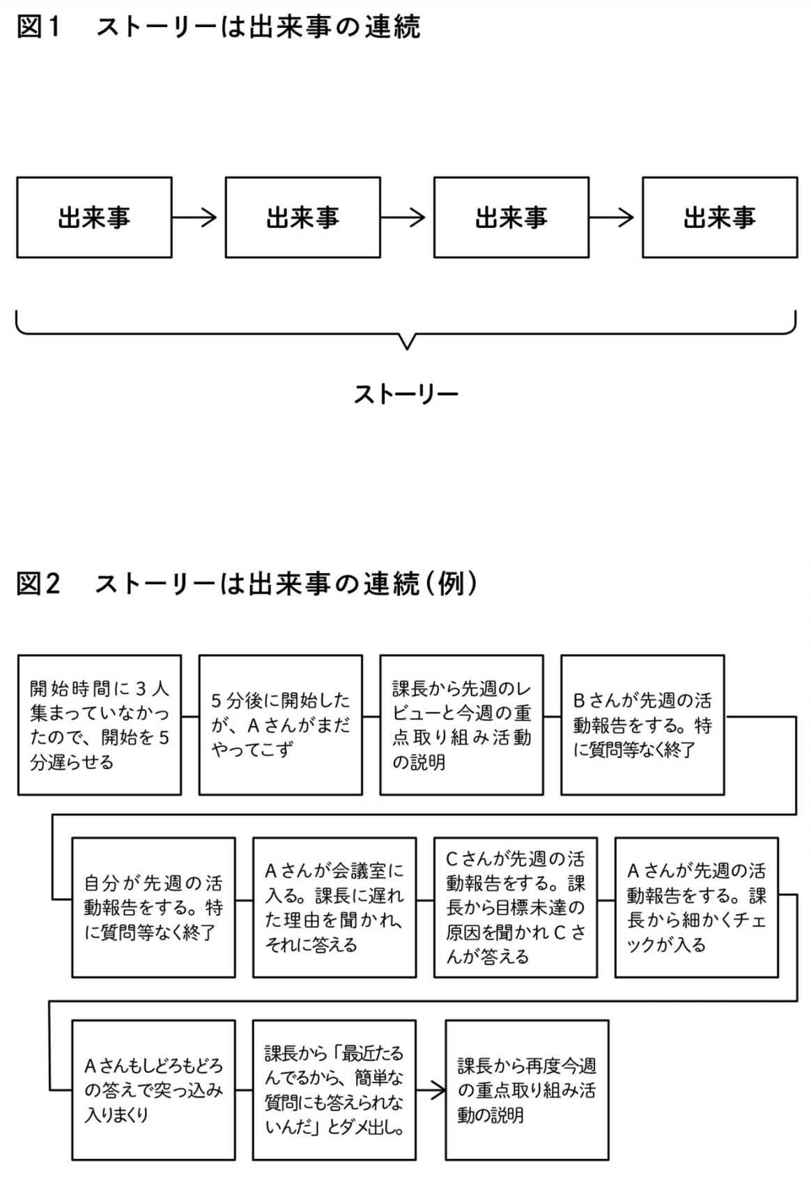 図1　ストーリーは出来事の連続
出来事
出来事
出来事
出来事
ストーリー
図2　ストーリーは出来事の連続（例）
開始時間に3人
集まっていなかっ
たので、開始を5
分遅らせる
5分後に開始した
が、Aさんがまだ
やってこず
課長から先週のレ
ビューと今週の重
点取り組み活動
の説明
Bさんが先週の活
動報告をする。特
に質問等なく終了
自分が先週の活
動報告をする。特
に質問等なく終了
Aさんが会議室に
入る。課長に遅れ
た理由を聞かれ、
それに答える
Cさんが先週の活
動報告をする。課
長から目標未達の
原因を聞かれCさ
んが答える
Aさんが先週の活
動報告をする。課
長から細かくチェ
ックが入る
Aさんもしどろもどろ
の答えで突っ込み
入りまくり
課長から「最近たる
んでるから、簡単な
質問にも答えられな
いんだ」とダメ出し。
課長から再度今週
の重点取り組み活
動の説明